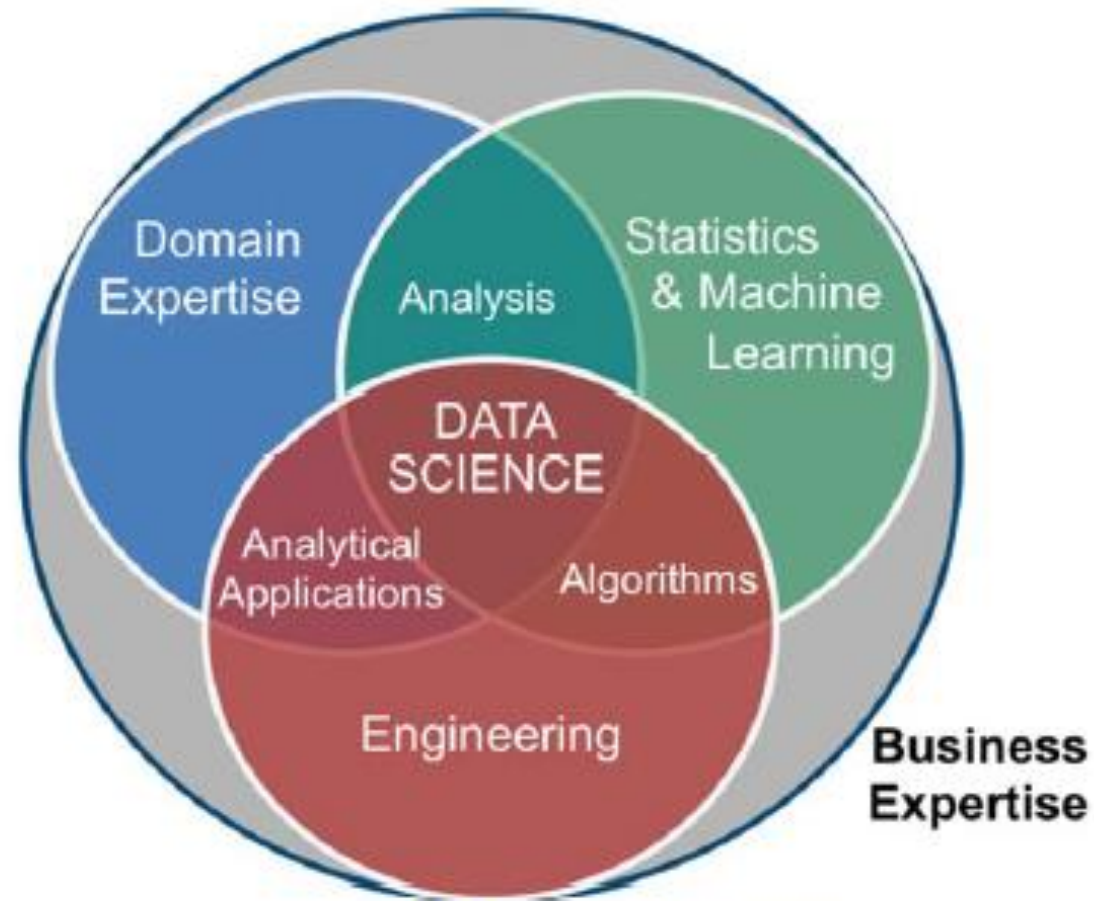 Domain
Expertise
Analysis
Statistics
& Machine
Learning
DATA
SCIENCE
Analytical
Applications
Algorithms
Engineering
Business
Expertise